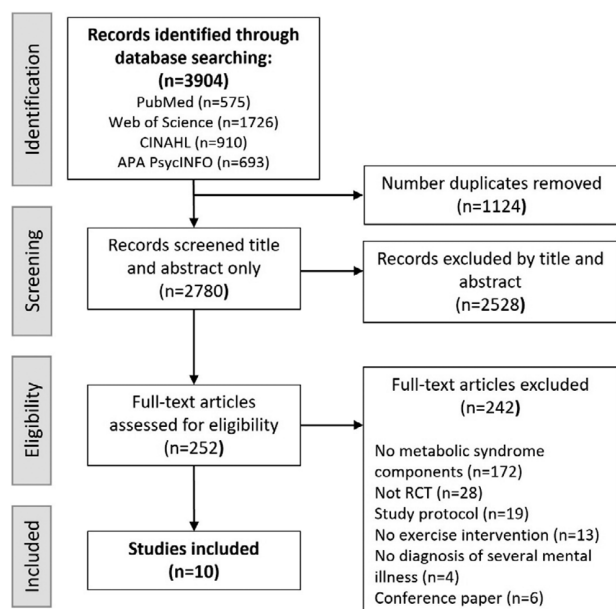 Identification
Records identified through
database searching:
(n=3904)
PubMed (n=575)
Web of Science (n=1726)
CINAHL (n=910)
APA PsycINFO (n=693)
Number duplicates removed
(n=1124)
Screening
Records screened title
and abstract only
(n=2780)
Records excluded by title and
abstract
(n=2528)
Eligibility
Full-text articles
assessed for eligibility
(n=252)
Full-text articles excluded
(n=242)
No metabolic syndrome
components (n=172)
Not RCT (n=28)
Study protocol (n=19)
No exercise intervention (n=13)
No diagnosis of several mental
illness (n=4)
Conference paper (n=6)
Included
Studies included
(n=10)